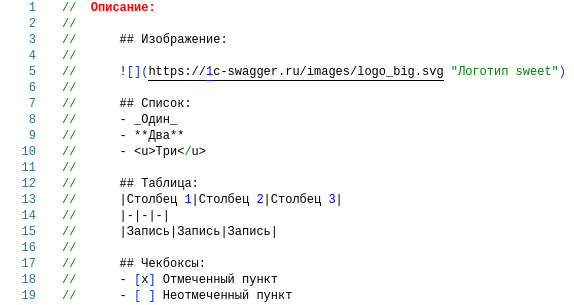 1 // Описание:
2 //
3 // ## Изображение:
4 //
5 // ![](https://1c-swagger.ru/images/logo_big.svg "Логотип sweet")
6 //
7 // ## Список:
8 // - _Один_
9 // - **Два**
10 // - <u>Три</u>
11 //
12 // ## Таблица:
13 // |Столбец 1|Столбец 2|Столбец 3|
14 // |-|-|-|
15 // |Запись|Запись|Запись|
16 //
17 // ## Чекбоксы:
18 // - [x] Отмеченный пункт
19 // - [ ] Неотмеченный пункт